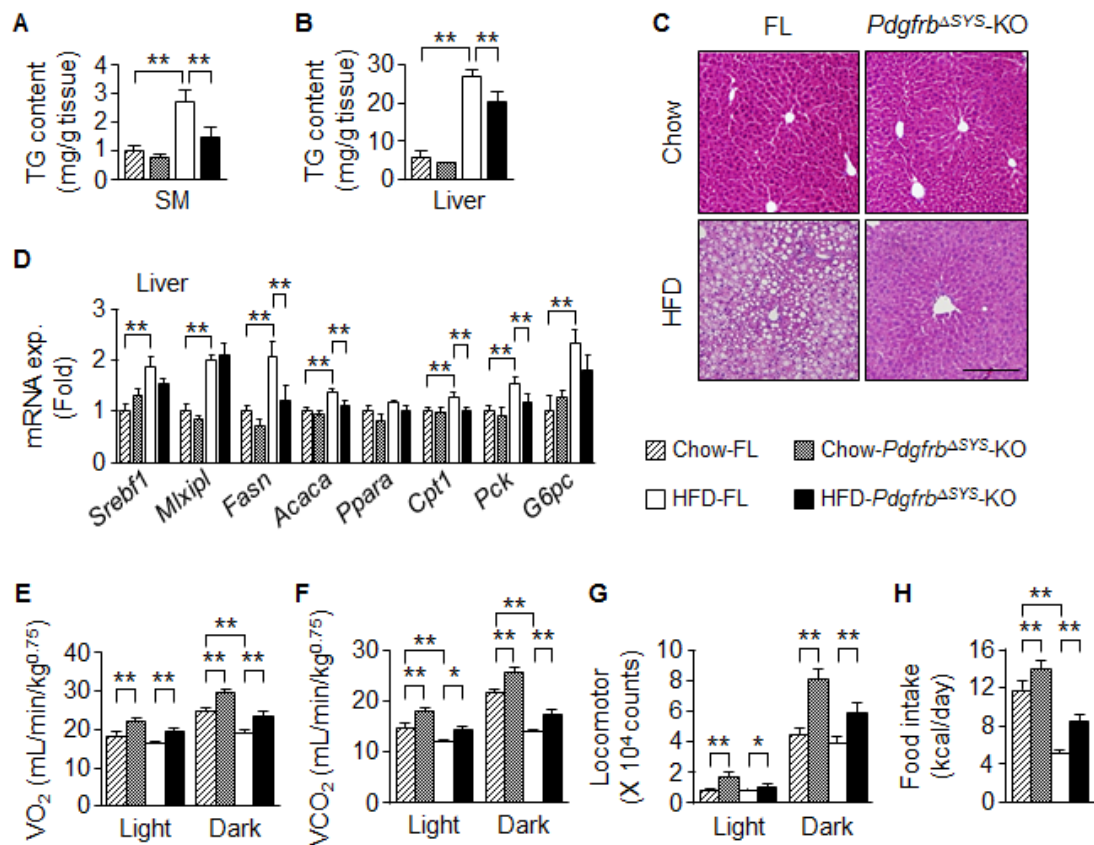 A
TG content
(mg/g tissue)
4
3
2
1
0
**
**
SM
B
TG content
(mg/g tissue)
30
20
10
0
**
**
Liver
C
FL
Pdgfrb^ΔSYS-KO
Chow
HFD
D
Liver
mRNA exp.
(Fold)
3
2
1
0
**
**
**
**
**
**
**
**
**
**
**
Srebf1
Mlxipl
Fasn
Acaca
Ppara
Cpt1
Pck
G6pc
Chow-FL
Chow-Pdgfrb^ΔSYS-KO
HFD-FL
HFD-Pdgfrb^ΔSYS-KO
E
VO₂ (mL/min/kg^0.75)
40
30
20
10
0
**
**
**
**
**
Light
Dark
F
VCO₂ (mL/min/kg^0.75)
30
20
10
0
**
**
*
**
**
**
Light
Dark
G
Locomotor
(X 10⁴ counts)
10
8
6
4
2
0
**
*
**
**
Light
Dark
H
Food intake
(kcal/day)
16
12
8
4
0
**
**
**